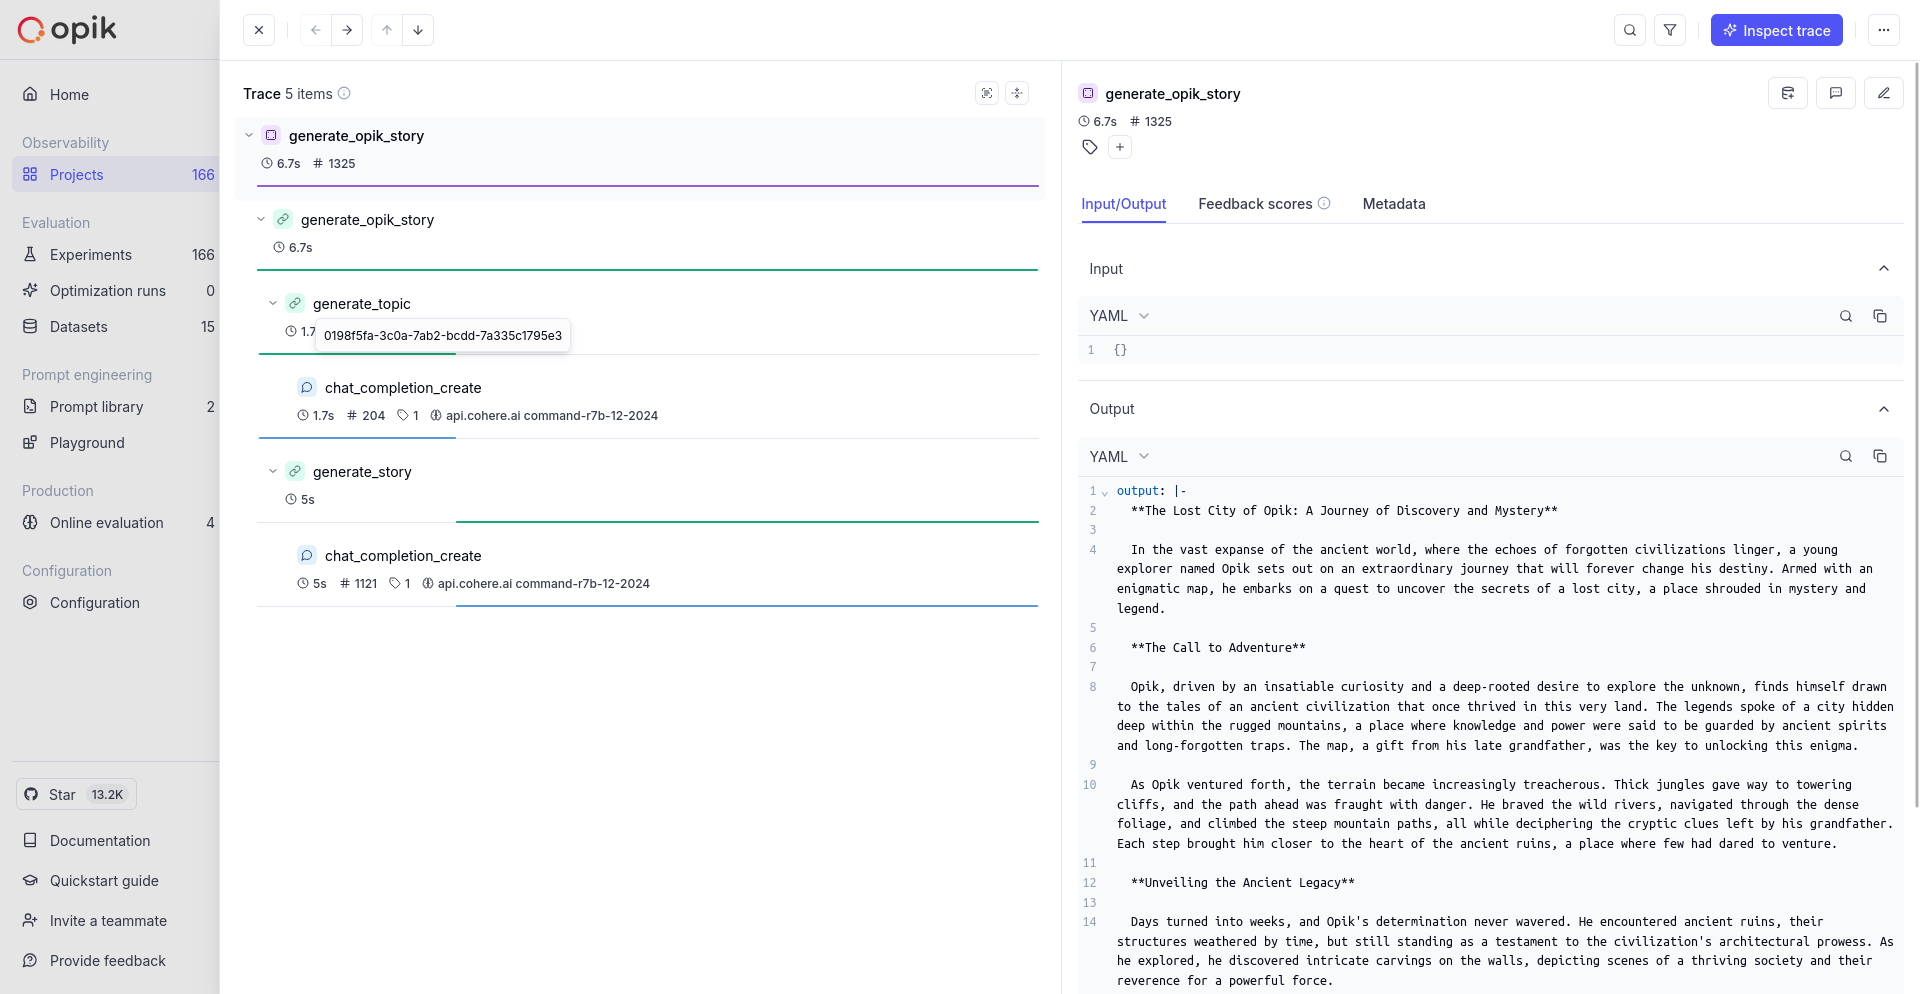 opik
Home
Observability
Projects 166
Evaluation
Experiments 166
Optimization runs 0
Datasets 15
Prompt engineering
Prompt library 2
Playground
Production
Online evaluation 4
Configuration
Configuration
Star 13.2K
Documentation
Quickstart guide
Invite a teammate
Provide feedback
Inspect trace
Trace 5 items
generate_opik_story
6.7s # 1325
generate_opik_story
6.7s
generate_topic
1.7
0198f5fa-3c0a-7ab2-bcdd-7a335c1795e3
chat_completion_create
1.7s # 204 1 api.cohere.ai command-r7b-12-2024
generate_story
5s
chat_completion_create
5s # 1121 1 api.cohere.ai command-r7b-12-2024
generate_opik_story
6.7s # 1325
Input/Output Feedback scores Metadata
Input
YAML
1 {}
Output
YAML
1 output: |-
2 **The Lost City of Opik: A Journey of Discovery and Mystery**
3
4 In the vast expanse of the ancient world, where the echoes of forgotten civilizations linger, a young
explorer named Opik sets out on an extraordinary journey that will forever change his destiny. Armed with an
enigmatic map, he embarks on a quest to uncover the secrets of a lost city, a place shrouded in mystery and
legend.
5
6 **The Call to Adventure**
7
8 Opik, driven by an insatiable curiosity and a deep-rooted desire to explore the unknown, finds himself drawn
to the tales of an ancient civilization that once thrived in this very land. The legends spoke of a city hidden
deep within the rugged mountains, a place where knowledge and power were said to be guarded by ancient spirits
and long-forgotten traps. The map, a gift from his late grandfather, was the key to unlocking this enigma.
9
10 As Opik ventured forth, the terrain became increasingly treacherous. Thick jungles gave way to towering
cliffs, and the path ahead was fraught with danger. He braved the wild rivers, navigated through the dense
foliage, and climbed the steep mountain paths, all while deciphering the cryptic clues left by his grandfather.
Each step brought him closer to the heart of the ancient ruins, a place where few had dared to venture.
11
12 **Unveiling the Ancient Legacy**
13
14 Days turned into weeks, and Opik's determination never wavered. He encountered ancient ruins, their
structures weathered by time, but still standing as a testament to the civilization's architectural prowess. As
he explored, he discovered intricate carvings on the walls, depicting scenes of a thriving society and their
reverence for a powerful force.